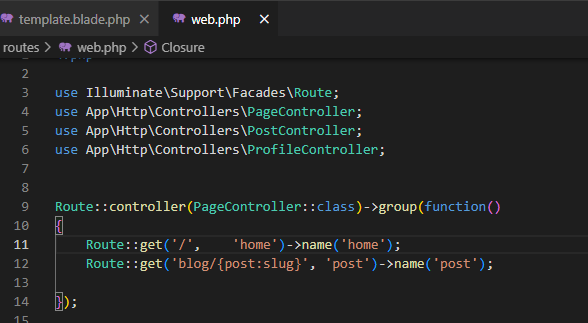 template.blade.php web.php ×
routes > web.php > Closure
2
3 use Illuminate\Support\Facades\Route;
4 use App\Http\Controllers\PageController;
5 use App\Http\Controllers\PostController;
6 use App\Http\Controllers\ProfileController;
7
8
9 Route::controller(PageController::class)->group(function()
10 {
11 Route::get('/',    'home')->name('home');
12 Route::get('blog/{post:slug}', 'post')->name('post');
13
14 });
15